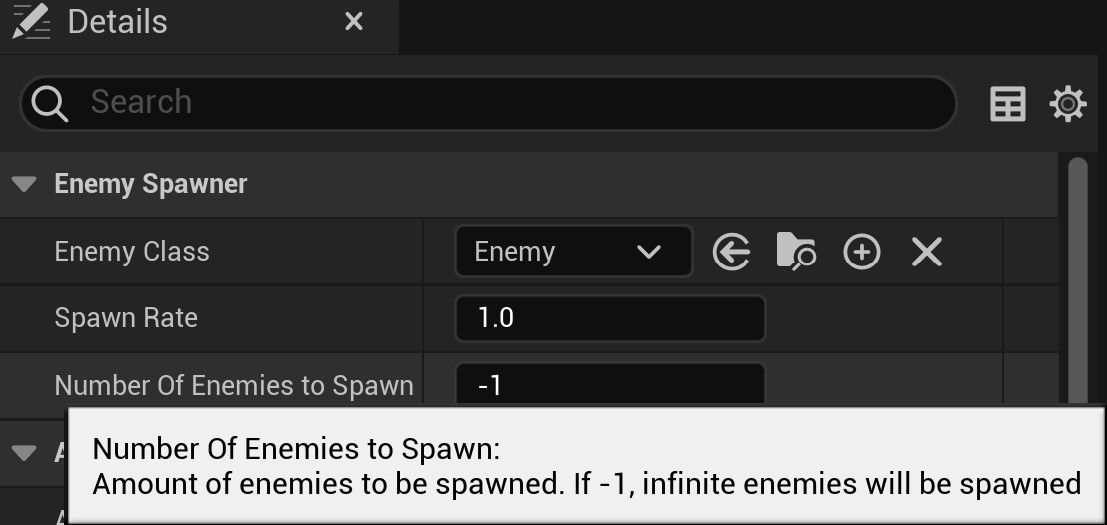 Details
Search
Enemy Spawner
Enemy Class Enemy
Spawn Rate 1.0
Number Of Enemies to Spawn -1
Number Of Enemies to Spawn:
Amount of enemies to be spawned. If -1, infinite enemies will be spawned